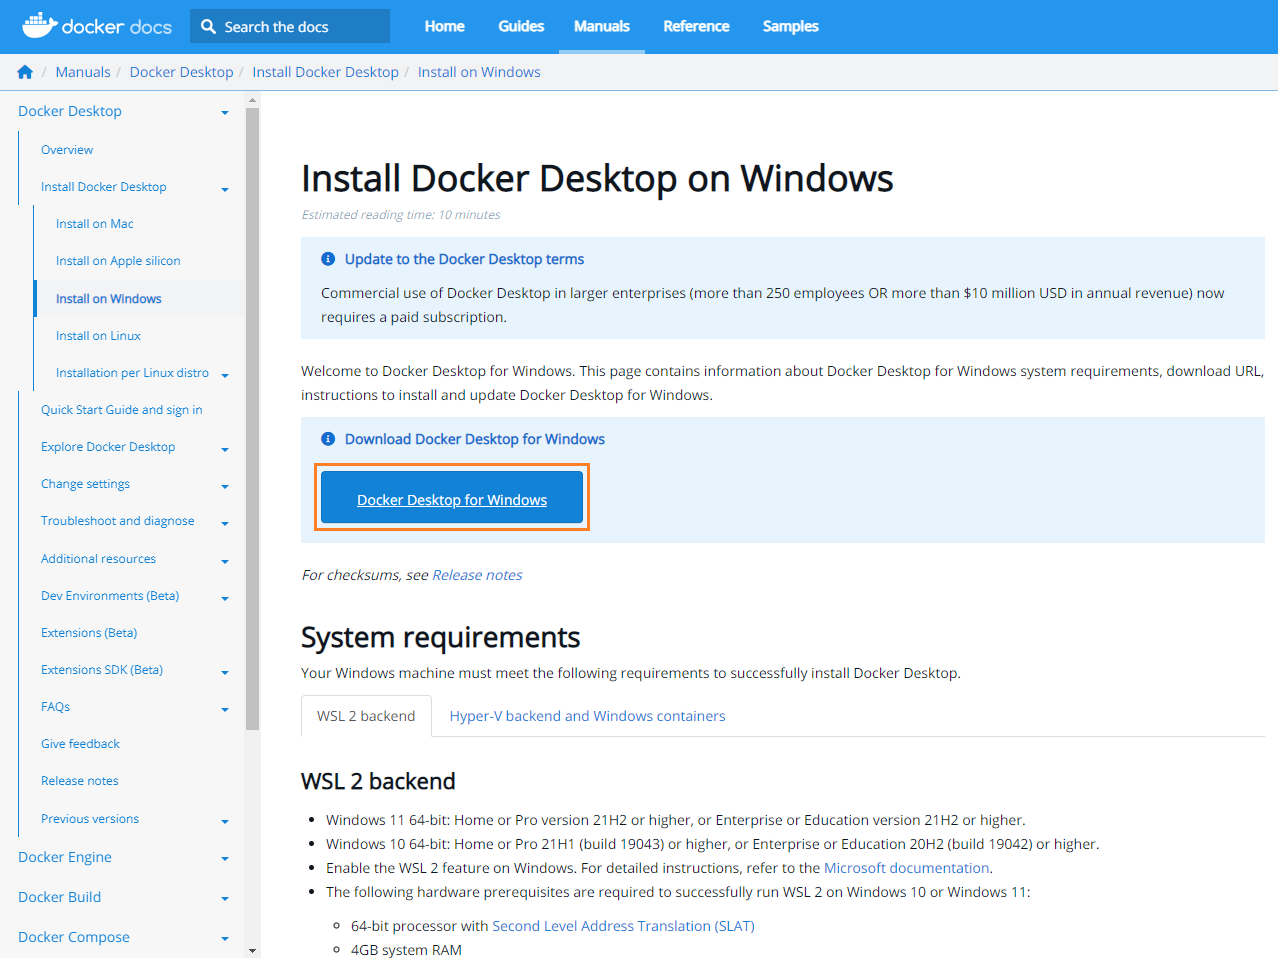 docker docs
Search the docs
Home
Guides
Manuals
Reference
Samples
/ Manuals / Docker Desktop / Install Docker Desktop / Install on Windows
Docker Desktop
Overview
Install Docker Desktop
Install on Mac
Install on Apple silicon
Install on Windows
Install on Linux
Installation per Linux distro
Quick Start Guide and sign in
Explore Docker Desktop
Change settings
Troubleshoot and diagnose
Additional resources
Dev Environments (Beta)
Extensions (Beta)
Extensions SDK (Beta)
FAQs
Give feedback
Release notes
Previous versions
Docker Engine
Docker Build
Docker Compose
Install Docker Desktop on Windows
Estimated reading time: 10 minutes
Update to the Docker Desktop terms
Commercial use of Docker Desktop in larger enterprises (more than 250 employees OR more than $10 million USD in annual revenue) now
requires a paid subscription.
Welcome to Docker Desktop for Windows. This page contains information about Docker Desktop for Windows system requirements, download URL,
instructions to install and update Docker Desktop for Windows.
Download Docker Desktop for Windows
Docker Desktop for Windows
For checksums, see Release notes
System requirements
Your Windows machine must meet the following requirements to successfully install Docker Desktop.
WSL 2 backend
Hyper-V backend and Windows containers
WSL 2 backend
• Windows 11 64-bit: Home or Pro version 21H2 or higher, or Enterprise or Education version 21H2 or higher.
• Windows 10 64-bit: Home or Pro 21H1 (build 19043) or higher, or Enterprise or Education 20H2 (build 19042) or higher.
• Enable the WSL 2 feature on Windows. For detailed instructions, refer to the Microsoft documentation.
• The following hardware prerequisites are required to successfully run WSL 2 on Windows 10 or Windows 11:
◦ 64-bit processor with Second Level Address Translation (SLAT)
◦ 4GB system RAM